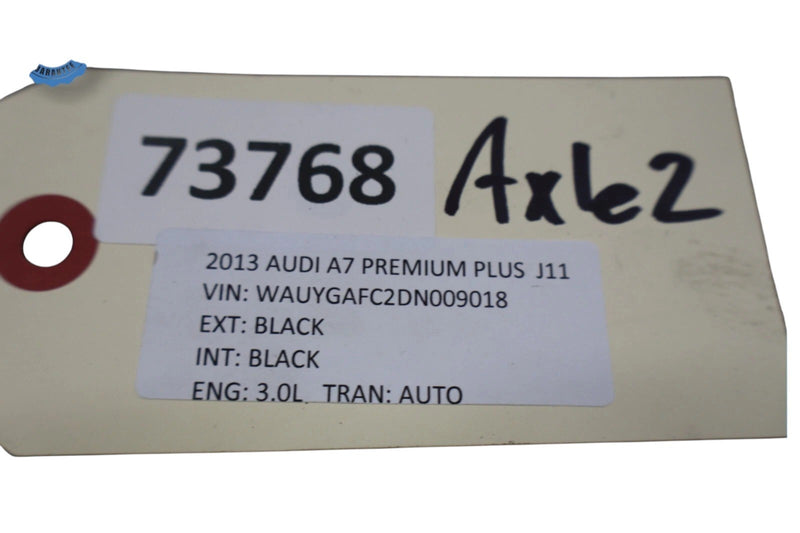 73768 Axle2
2013 AUDI A7 PREMIUM PLUS J11
VIN: WAUYGAFC2DN009018
EXT: BLACK
INT: BLACK
ENG: 3.0L TRAN: AUTO